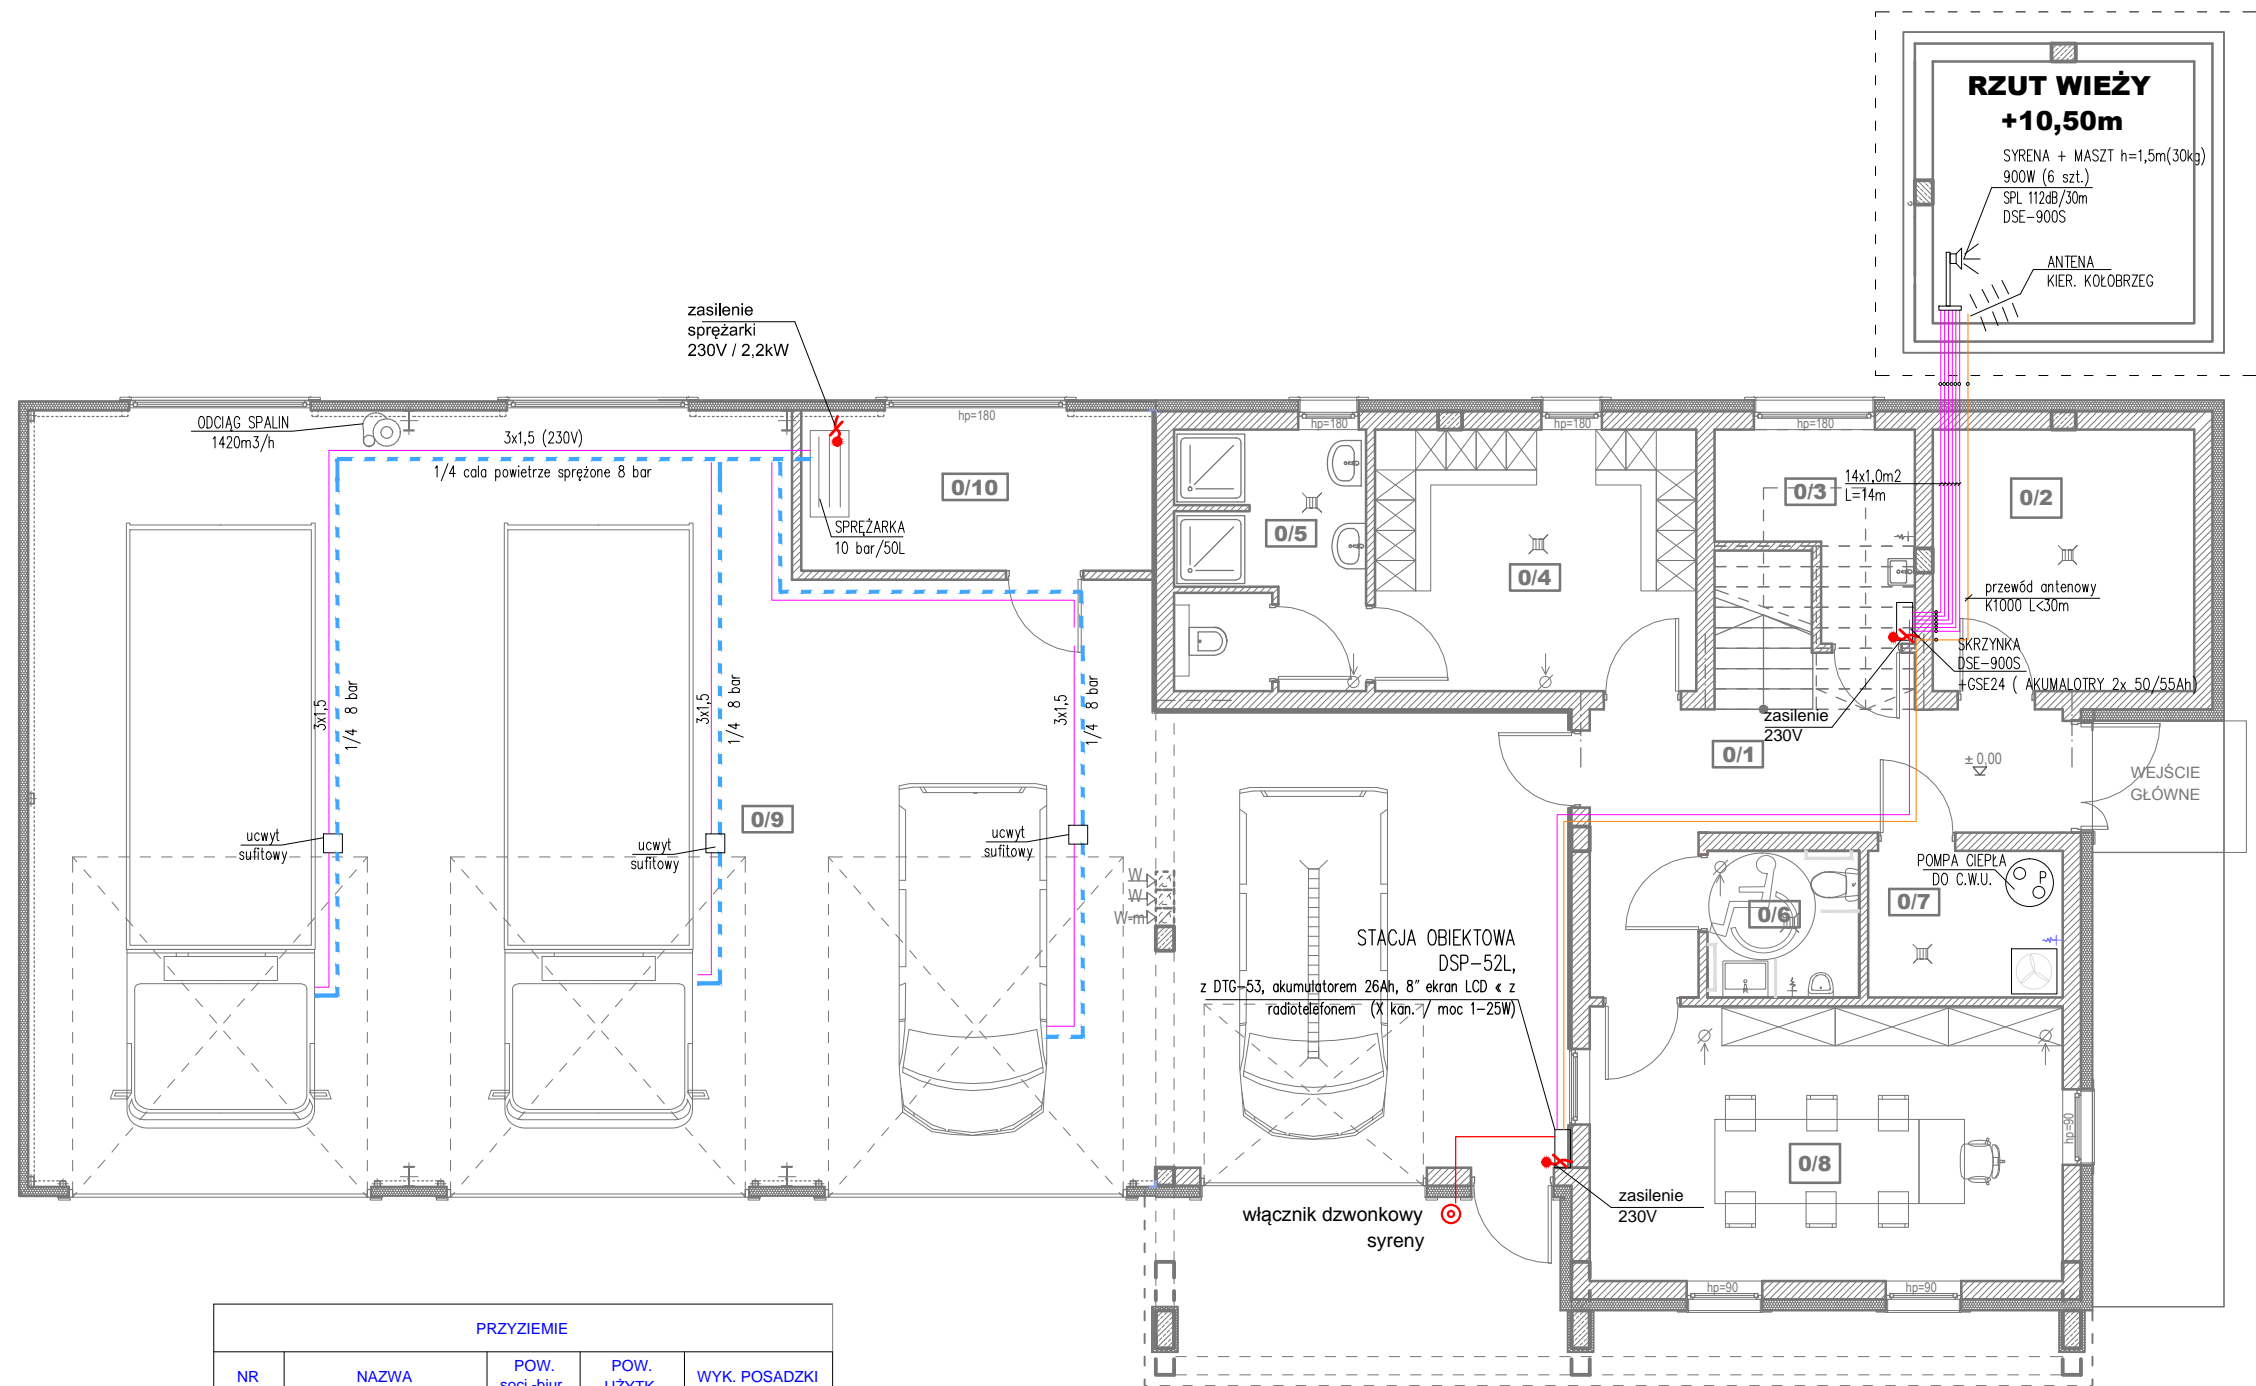 RZUT WIEŻY
+10,50m
SYRENA + MASZT h=1,5m(30kg)
900W (6 szt.)
SPL 112dB/30m
DSE-900S
ANTENA
KIER. KOŁOBRZEG
zasilenie
sprężarki
230V / 2,2kW
ODCIĄG SPALIN
1420m3/h
3x1,5 (230V)
1/4 cala powietrze sprężone 8 bar
SPRĘŻARKA
10 bar/50L
hp=180
hp=180
hp=180
hp=180
0/10
0/5
0/4
0/3
14x1,0m2
L=14m
0/2
przewód antenowy
K1000 L<30m
SKRZYNKA
DSE-900S
+GSE24 ( AKUMALOTRY 2x 50/55Ah)
zasilenie
230V
0/1
± 0,00
WEJŚCIE
GŁÓWNE
3x1,5
1/4 8 bar
3x1,5
1/4 8 bar
3x1,5
1/4 8 bar
ucwyt
sufitowy
ucwyt
sufitowy
ucwyt
sufitowy
0/9
W
W
W-m
POMPA CIEPŁA
DO C.W.U.
P
0/6
0/7
STACJA OBIEKTOWA
DSP-52L,
z DTG-53, akumulatorem 26Ah, 8" ekran LCD « z
radiotelefonem (X kan. / moc 1-25W)
0/8
hp=90
zasilenie
230V
włącznik dzwonkowy
syreny
hp=90
hp=90
PRZYZIEMIE
NR
NAZWA
POW.
socj.-biur.
POW.
UŻYTK.
WYK. POSADZKI